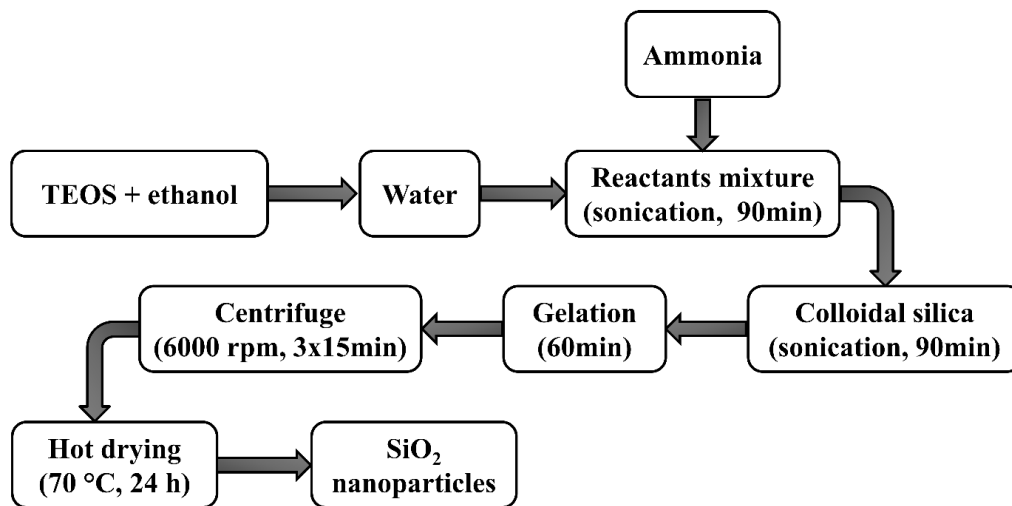 Ammonia
TEOS + ethanol
Water
Reactants mixture
(sonication, 90min)
Colloidal silica
(sonication, 90min)
Gelation
(60min)
Centrifuge
(6000 rpm, 3x15min)
Hot drying
(70 °C, 24 h)
SiO₂
nanoparticles